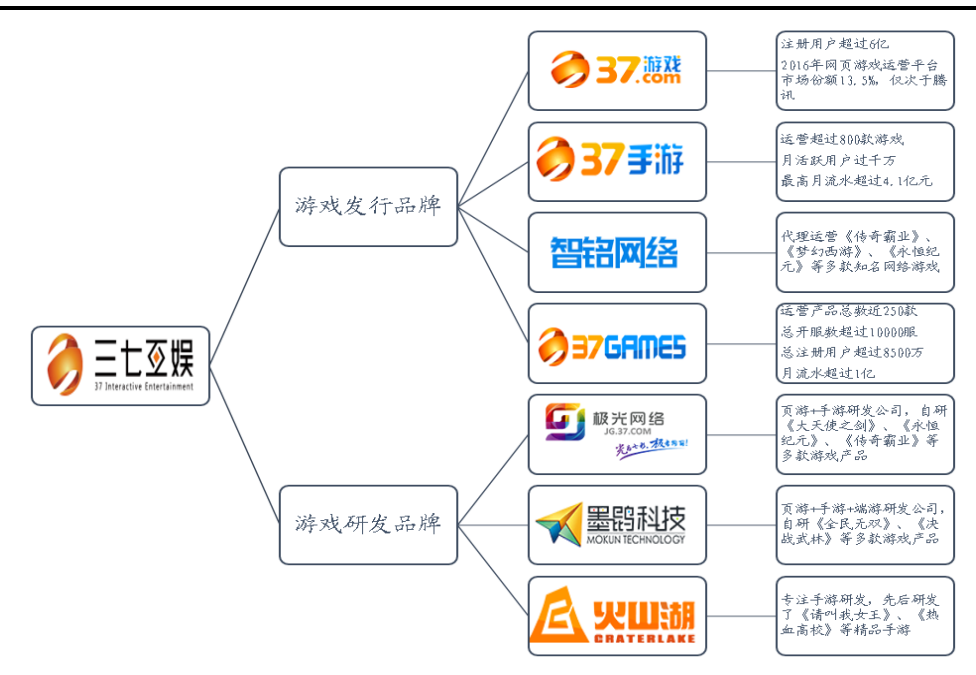 三七互娱
37 Interactive Entertainment
游戏发行品牌
37游戏
.com
注册用户超过6亿
2016年网页游戏运营平台
市场份额13.5%, 仅次于腾
讯
37手游
运营超过800款游戏
月活跃用户过千万
最高月流水超过4.1亿元
智铭网络
代理运营《传奇霸业》、
《梦幻西游》、《永恒纪
元》等多款知名网络游戏
37GAMES
运营产品总数近250款
总开服数超过10000服
总注册用户超过8500万
月流水超过1亿
游戏研发品牌
极光网络
JG.37.COM
页游+手游研发公司, 自研
《大天使之剑》、《永恒
纪元》、《传奇霸业》等
多款游戏产品
墨鹍科技
MOKUN TECHNOLOGY
页游+手游+端游研发公司,
自研《全民无双》、《决
战武林》等多款游戏产品
火山湖
CRATERLAKE
专注手游研发, 先后研发
了《请叫我女王》、《热
血高校》等精品手游